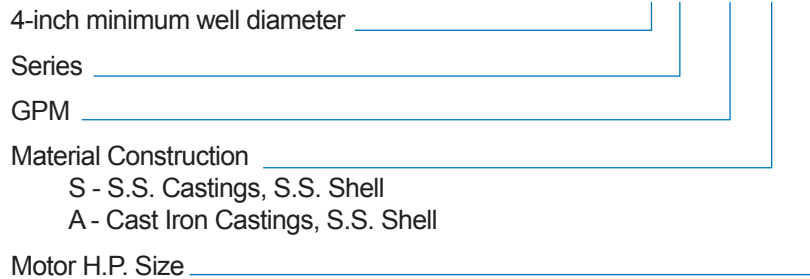 4-inch minimum well diameter
Series
GPM
Material Construction
S - S.S. Castings, S.S. Shell
A - Cast Iron Castings, S.S. Shell
Motor H.P. Size